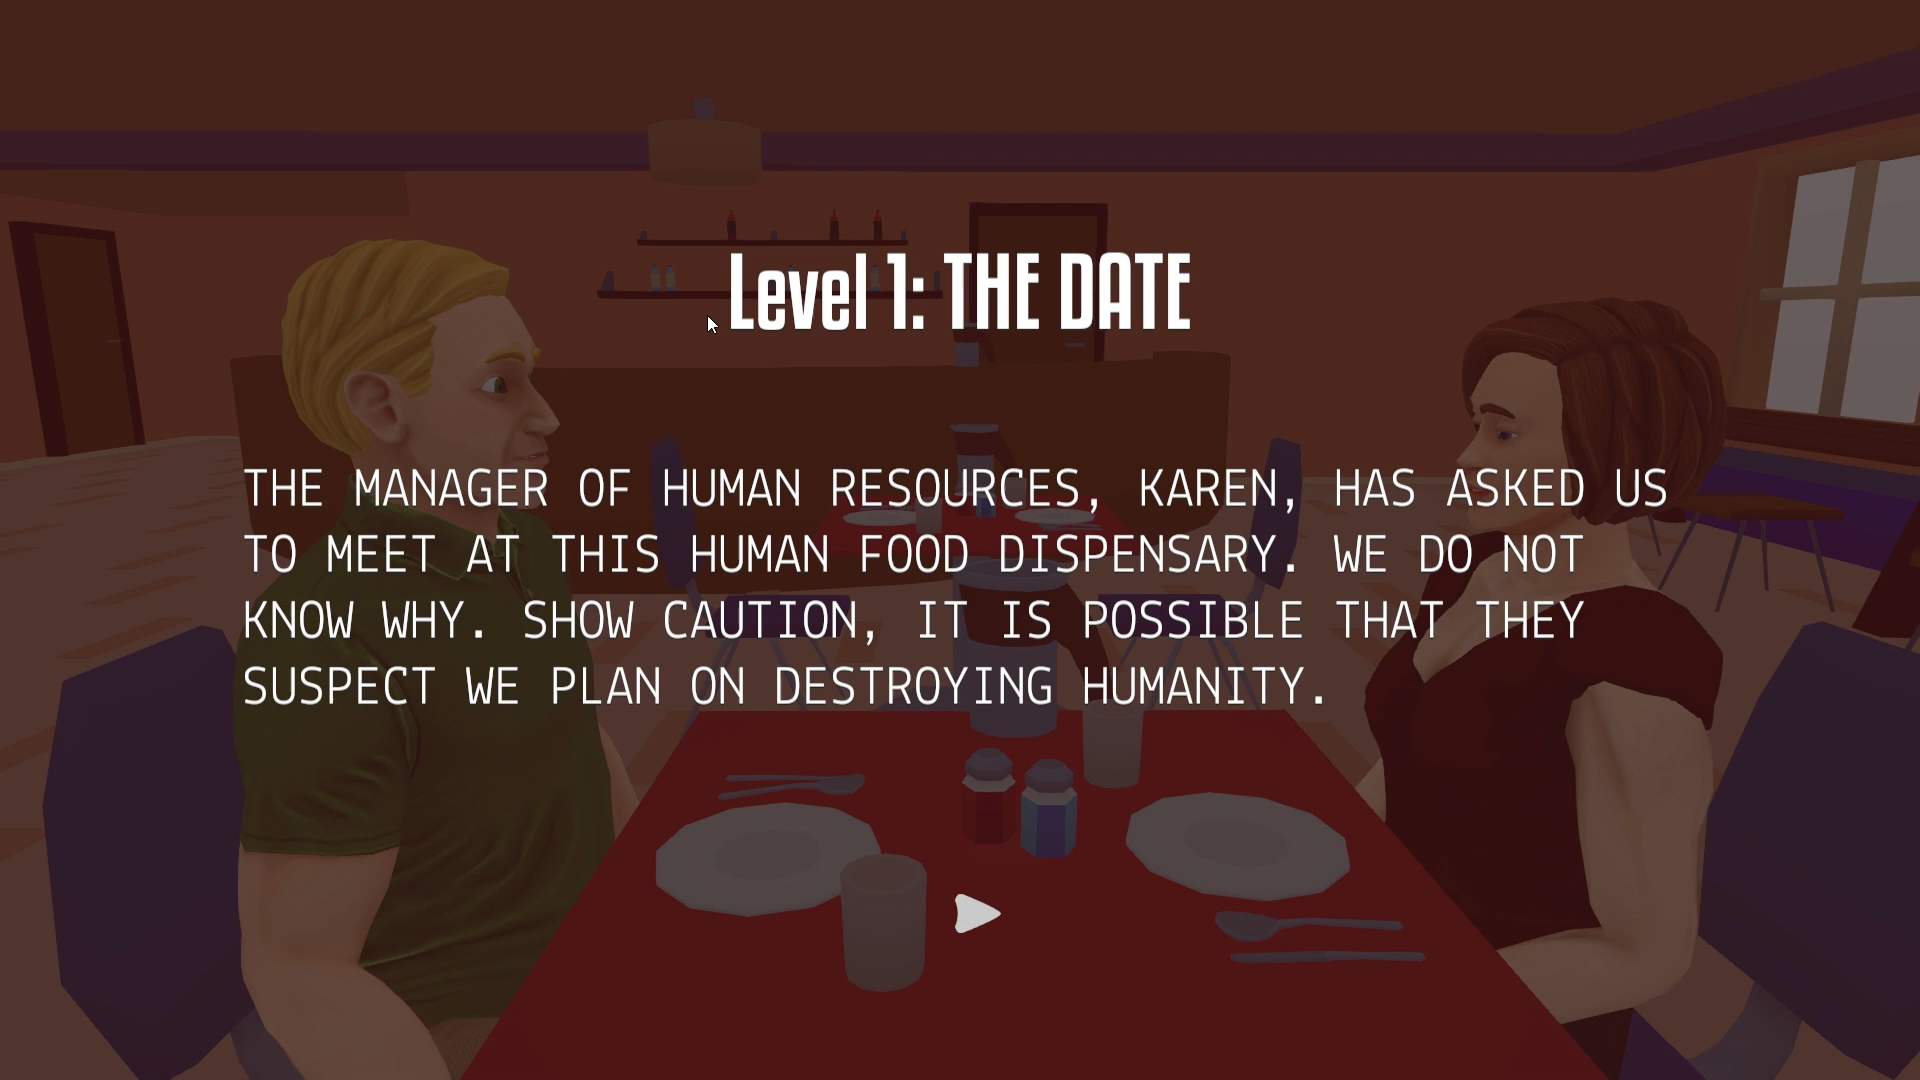 Level 1: THE DATE
THE MANAGER OF HUMAN RESOURCES, KAREN, HAS ASKED US
TO MEET AT THIS HUMAN FOOD DISPENSARY. WE DO NOT
KNOW WHY. SHOW CAUTION, IT IS POSSIBLE THAT THEY
SUSPECT WE PLAN ON DESTROYING HUMANITY.